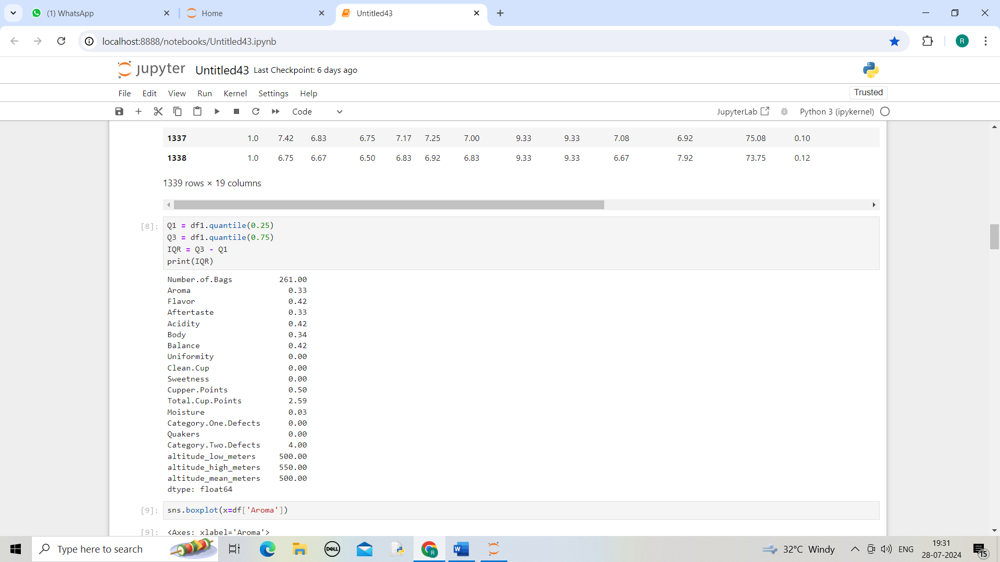 (1) WhatsApp
Home
Untitled43
localhost:8888/notebooks/Untitled43.ipynb
R
jupyter Untitled43 Last Checkpoint: 6 days ago
File Edit View Run Kernel Settings Help
Trusted
Code
JupyterLab
Python 3 (ipykernel)
1337 1.0 7.42 6.83 6.75 7.17 7.25 7.00 9.33 9.33 7.08 6.92 75.08 0.10
1338 1.0 6.75 6.67 6.50 6.83 6.92 6.83 9.33 9.33 6.67 7.92 73.75 0.12
1339 rows × 19 columns
[8]: Q1 = df1.quantile(0.25)
Q3 = df1.quantile(0.75)
IQR = Q3 - Q1
print(IQR)
Number.of.Bags 261.00
Aroma 0.33
Flavor 0.42
Aftertaste 0.33
Acidity 0.42
Body 0.34
Balance 0.42
Uniformity 0.00
Clean.Cup 0.00
Sweetness 0.00
Cupper.Points 0.50
Total.Cup.Points 2.59
Moisture 0.03
Category.One.Defects 0.00
Quakers 0.00
Category.Two.Defects 4.00
altitude_low_meters 500.00
altitude_high_meters 550.00
altitude_mean_meters 500.00
dtype: float64
[9]: sns.boxplot(x=df['Aroma'])
[9]: <Axes: xlabel='Aroma'>
Type here to search
DELL
R
W
32°C Windy
ENG
19:31
28-07-2024
15